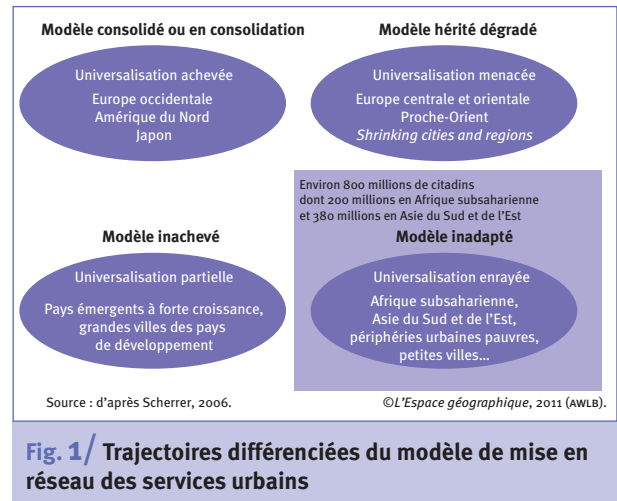 Modèle consolidé ou en consolidation
Universalisation achevée
Europe occidentale
Amérique du Nord
Japon
Modèle hérité dégradé
Universalisation menacée
Europe centrale et orientale
Proche-Orient
Shrinking cities and regions
Modèle inachevé
Universalisation partielle
Pays émergents à forte croissance,
grandes villes des pays
de développement
Environ 800 millions de citadins
dont 200 millions en Afrique subsaharienne
et 380 millions en Asie du Sud et de l'Est
Modèle inadapté
Universalisation enrayée
Afrique subsaharienne,
Asie du Sud et de l'Est,
périphéries urbaines pauvres,
petites villes...
Source : d'après Scherrer, 2006.
©L'Espace géographique, 2011 (AWLB).
Fig. 1/ Trajectoires différenciées du modèle de mise en
réseau des services urbains